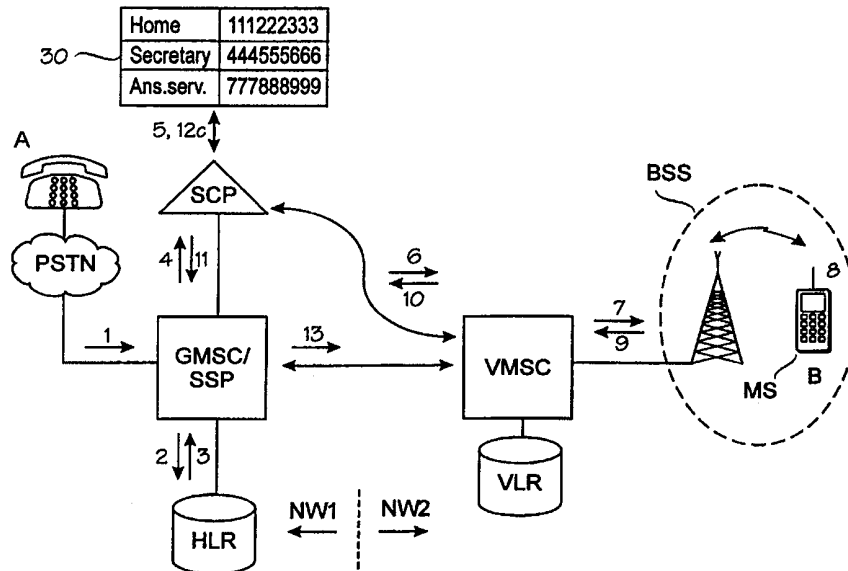 Home 111222333
30 Secretary 444555666
Ans.serv. 777888999
5, 12c
A
BSS
SCP
PSTN
4 11
6
10
8
7
9
1
13
GMSC/
SSP
VMSC
MS B
2 3
VLR
NW1 NW2
HLR